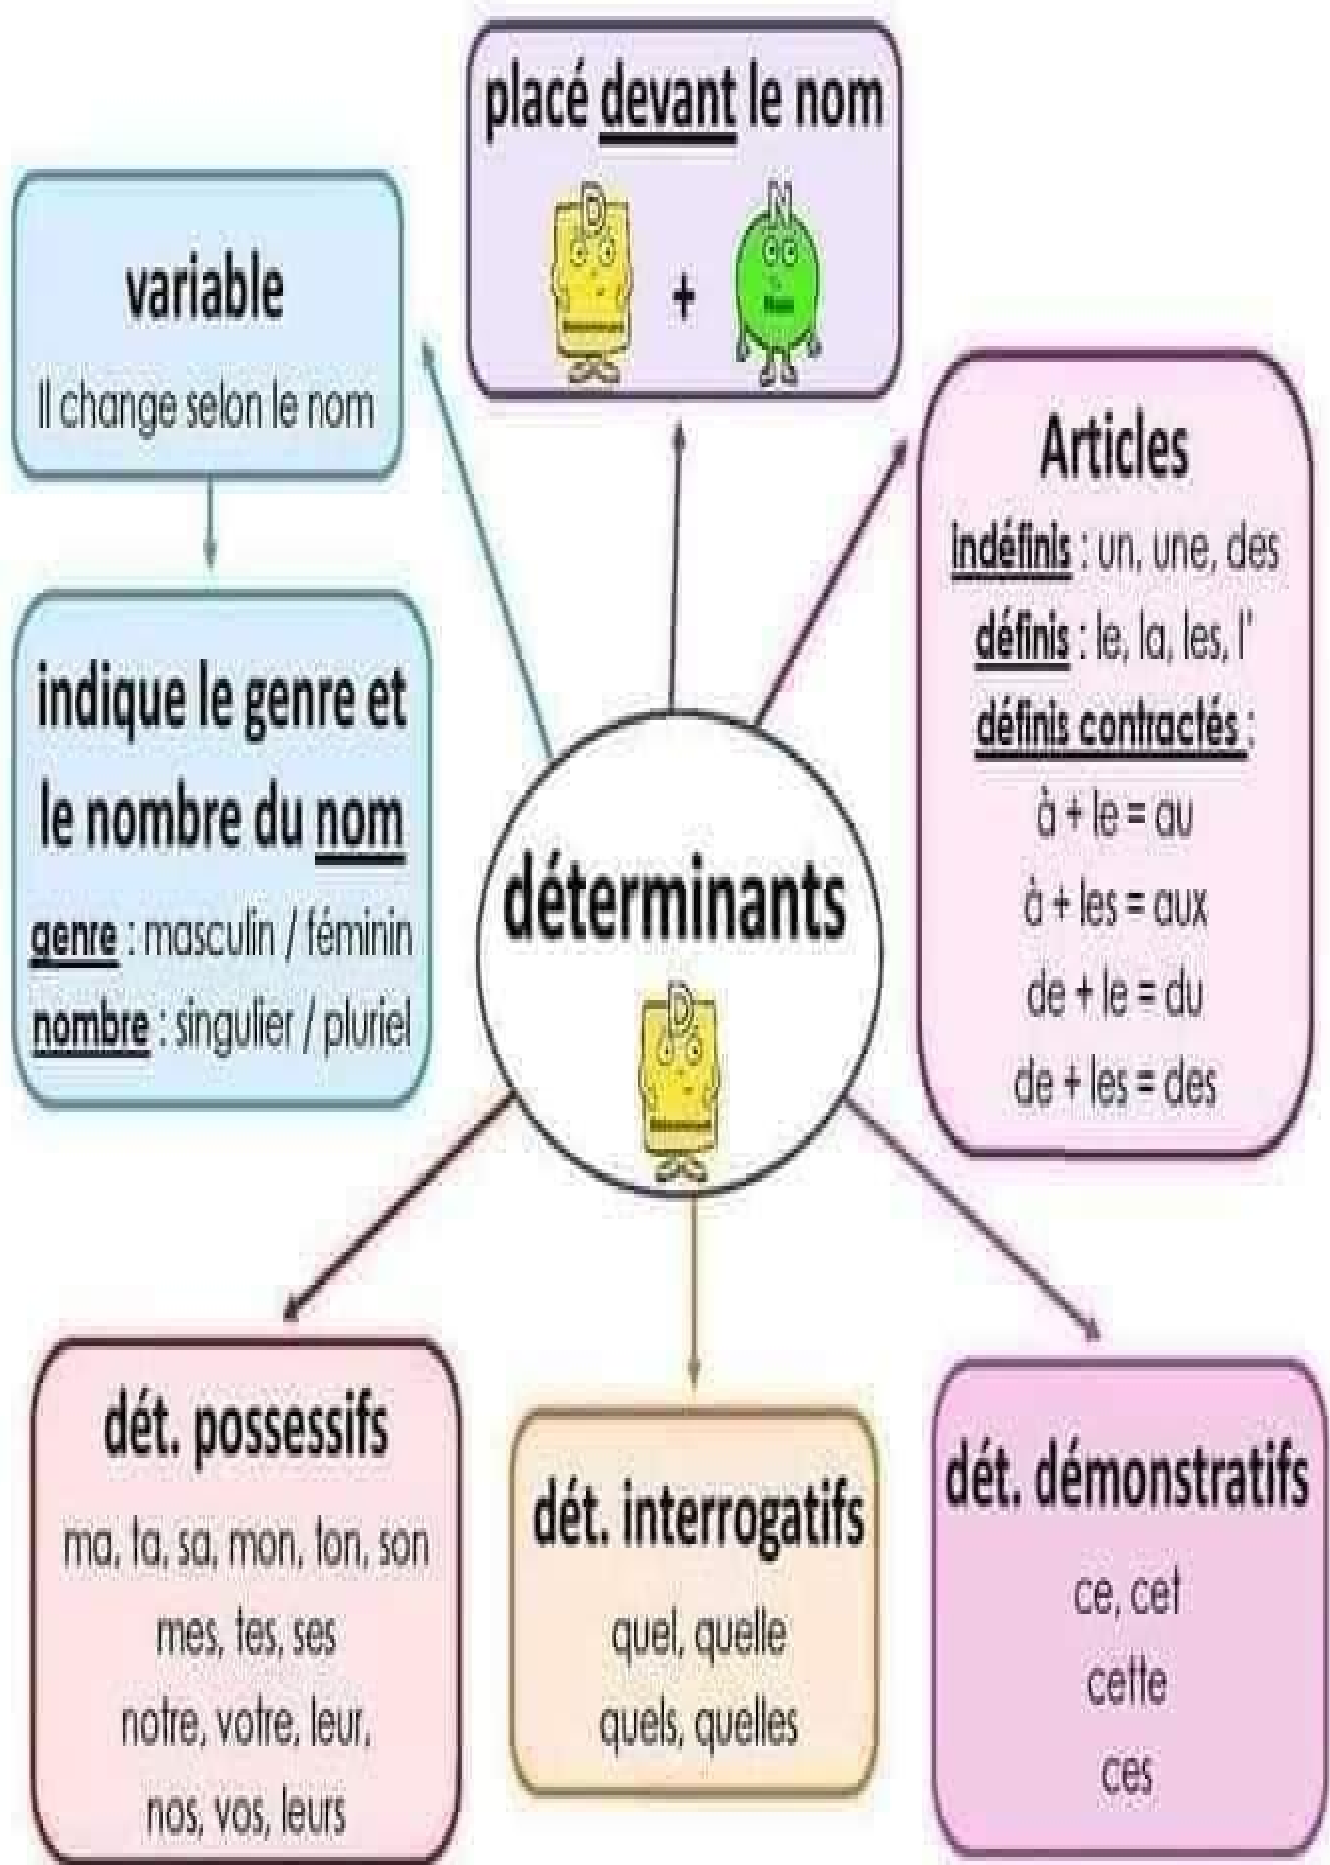 placé devant le nom
D
N
+
variable
Il change selon le nom
indique le genre et
le nombre du nom
genre : masculin / féminin
nombre : singulier / pluriel
Articles
indéfinis : un, une, des
définis : le, la, les, l'
définis contractés :
à + le = au
à + les = aux
de + le = du
de + les = des
déterminants
D
dét. possessifs
ma, ta, sa, mon, ton, son
mes, tes, ses
notre, votre, leur,
nos, vos, leurs
dét. interrogatifs
quel, quelle
quels, quelles
dét. démonstratifs
ce, cet
cette
ces